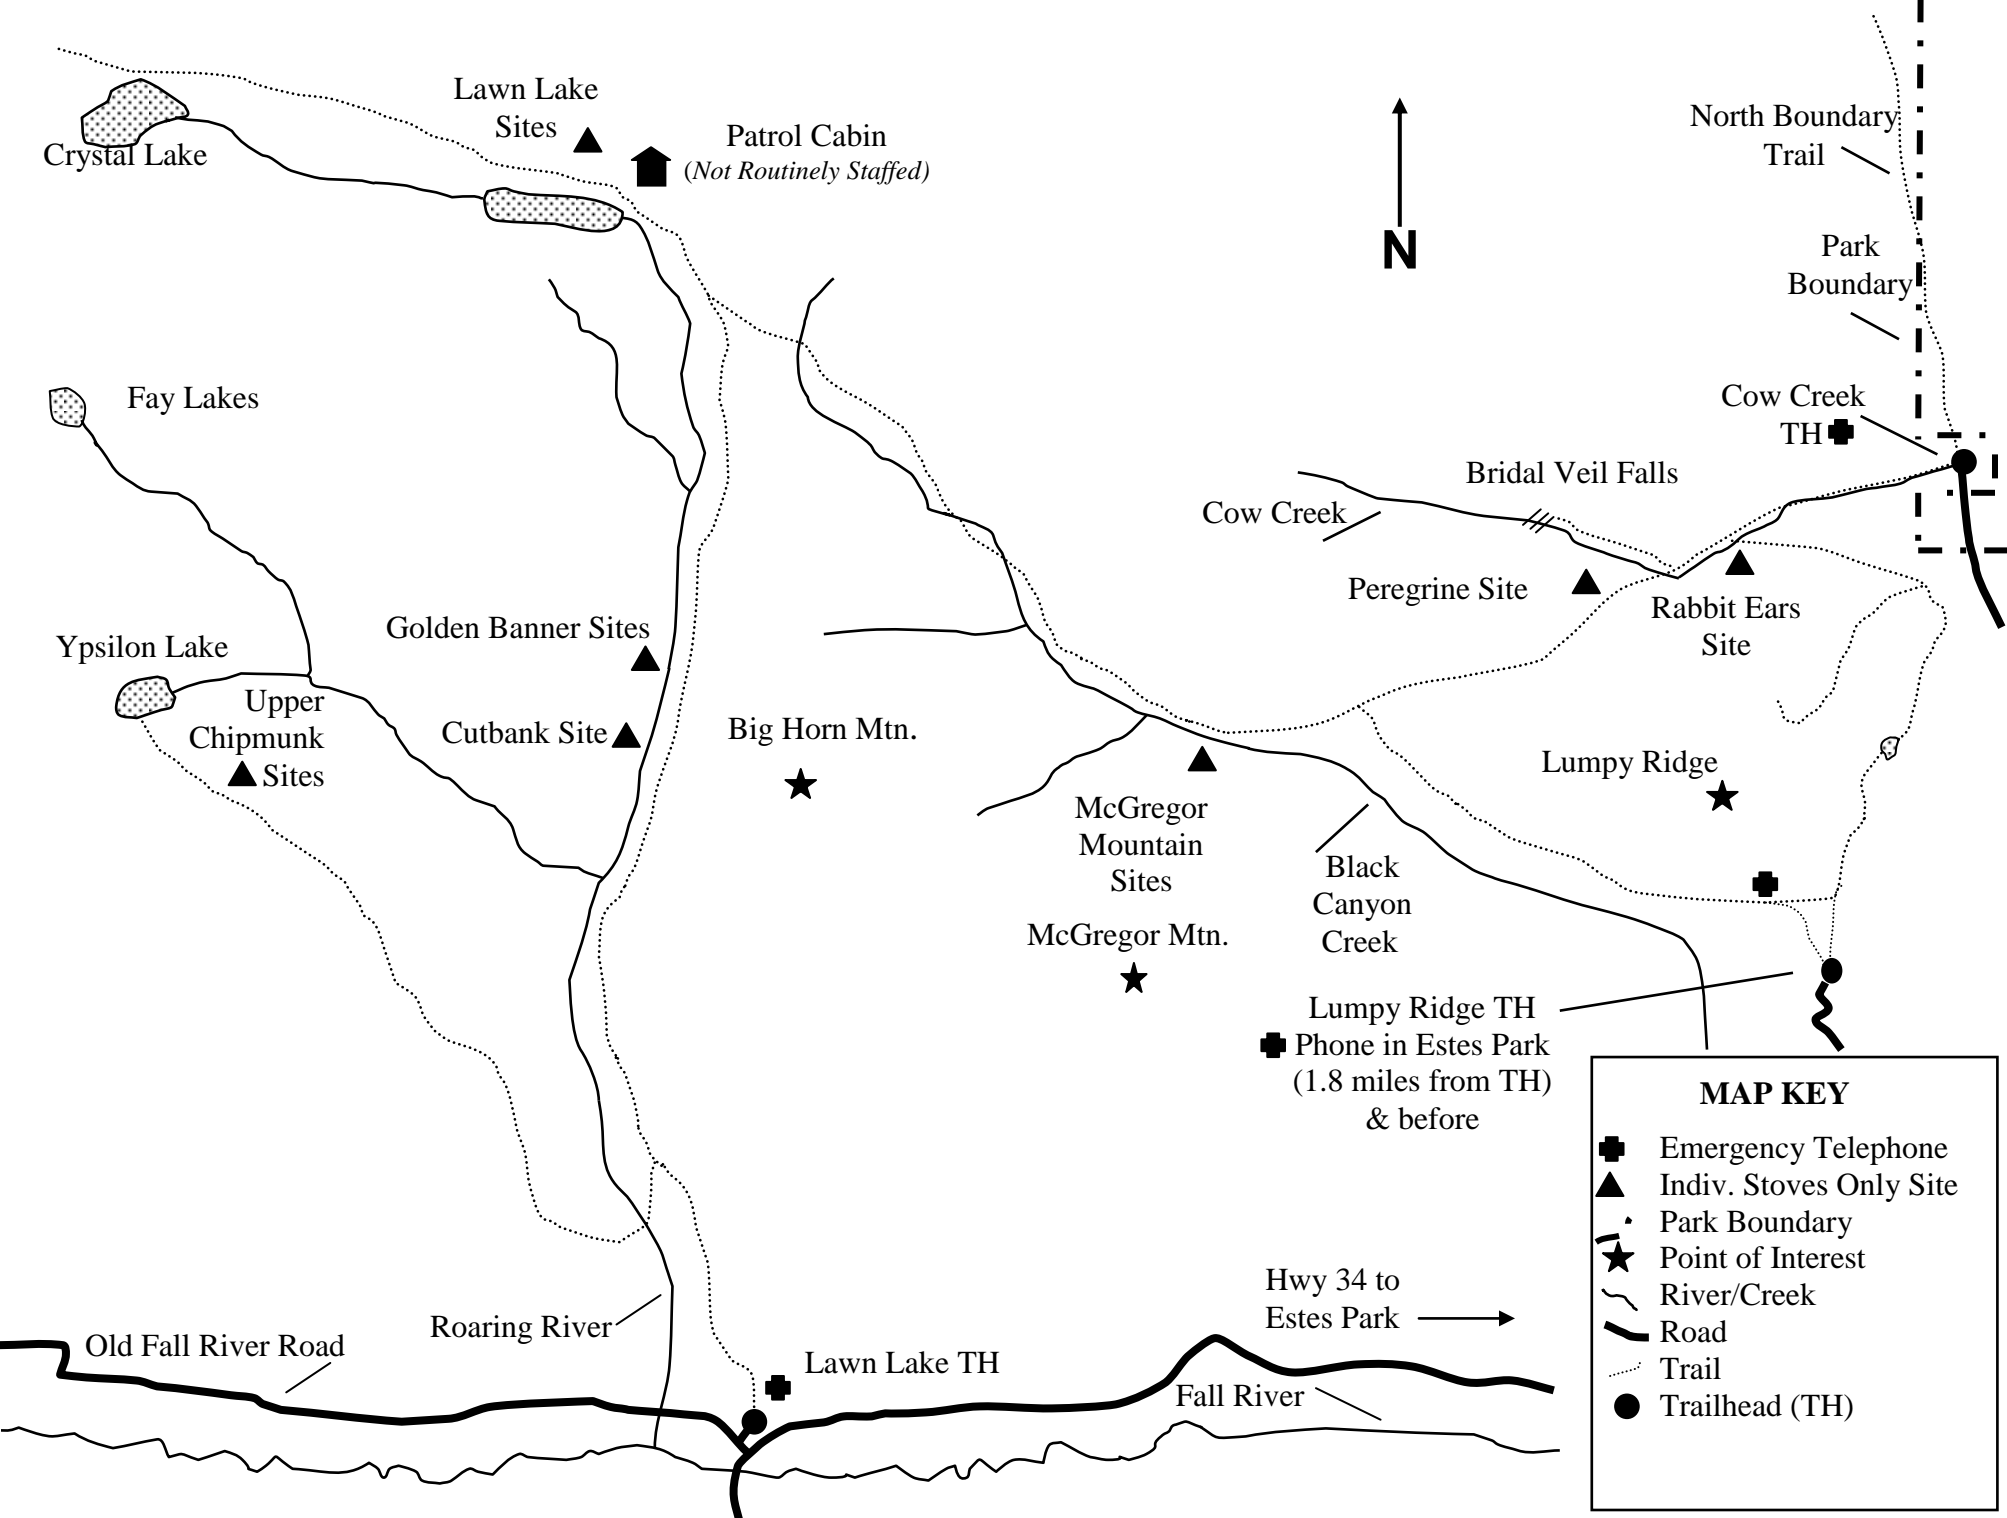 Lawn Lake
Sites
Patrol Cabin
(Not Routinely Staffed)
Crystal Lake
N
North Boundary
Trail
Park
Boundary
Fay Lakes
Cow Creek
TH
Bridal Veil Falls
Cow Creek
Peregrine Site
Rabbit Ears
Site
Golden Banner Sites
Ypsilon Lake
Upper
Chipmunk
Sites
Cutbank Site
Big Horn Mtn.
Lumpy Ridge
McGregor
Mountain
Sites
Black
Canyon
Creek
McGregor Mtn.
Lumpy Ridge TH
Phone in Estes Park
(1.8 miles from TH)
& before
Hwy 34 to
Estes Park
Roaring River
Old Fall River Road
Lawn Lake TH
Fall River
MAP KEY
Emergency Telephone
Indiv. Stoves Only Site
Park Boundary
Point of Interest
River/Creek
Road
Trail
Trailhead (TH)